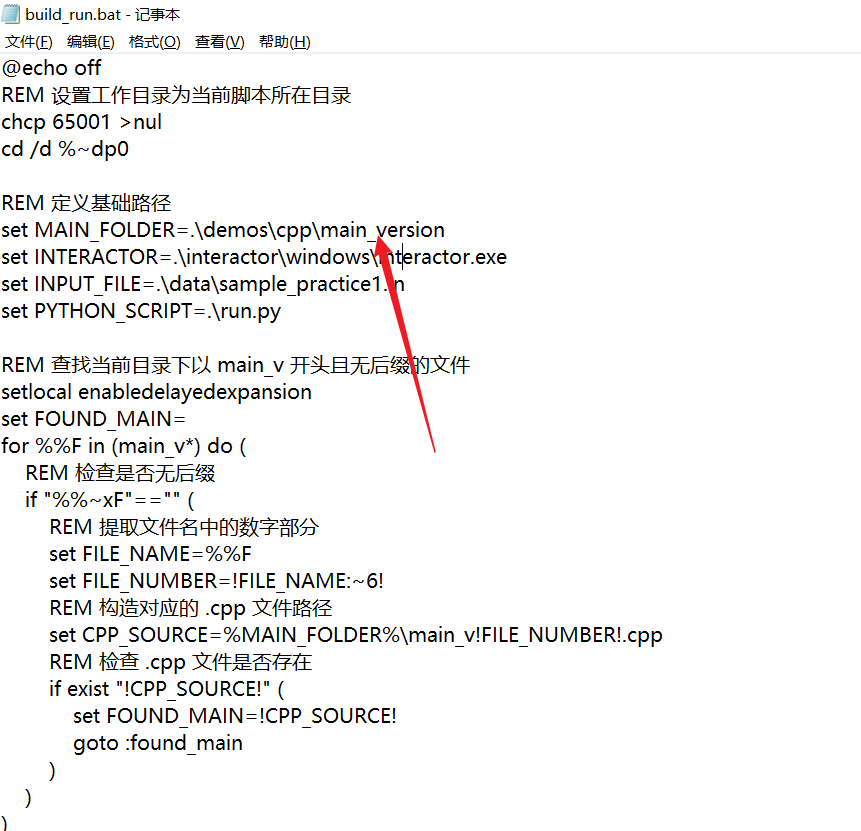 build_run.bat - 记事本
文件(F) 编辑(E) 格式(O) 查看(V) 帮助(H)
@echo off
REM 设置工作目录为当前脚本所在目录
chcp 65001 >nul
cd /d %~dp0
REM 定义基础路径
set MAIN_FOLDER=.\demos\cpp\main_version
set INTERACTOR=.\interactor\windows\interactor.exe
set INPUT_FILE=.\data\sample_practice1.in
set PYTHON_SCRIPT=.\run.py
REM 查找当前目录下以 main_v 开头且无后缀的文件
setlocal enabledelayedexpansion
set FOUND_MAIN=
for %%F in (main_v*) do (
REM 检查是否无后缀
if "%%~xF"=="" (
REM 提取文件名中的数字部分
set FILE_NAME=%%F
set FILE_NUMBER=!FILE_NAME:~6!
REM 构造对应的 .cpp 文件路径
set CPP_SOURCE=%MAIN_FOLDER%\main_v!FILE_NUMBER!.cpp
REM 检查 .cpp 文件是否存在
if exist "!CPP_SOURCE!" (
set FOUND_MAIN=!CPP_SOURCE!
goto :found_main
)
)
)